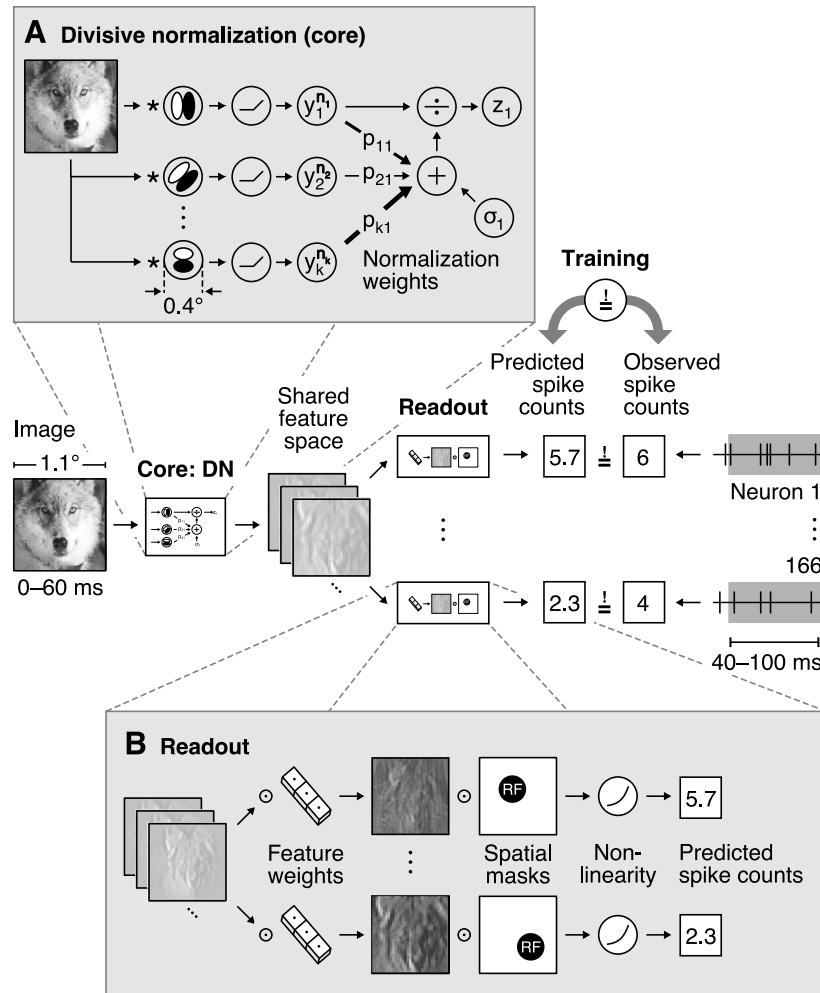 A Divisive normalization (core)
* y₁ⁿ¹ ÷ z₁
p₁₁
* y₂ⁿ² p₂₁ +
pₖ₁ σ₁
* yₖⁿᵏ Normalization
weights
0.4°
Training
!
=
Predicted
spike
counts
Observed
spike
counts
Shared
feature
space
Readout
Image
1.1°
Core: DN
5.7 != 6
Neuron 1
166
2.3 != 4
0–60 ms
40–100 ms
B Readout
⊙ ⊙ RF 5.7
Feature
weights
Spatial
masks
Non-
linearity
Predicted
spike counts
⊙ ⊙ RF 2.3